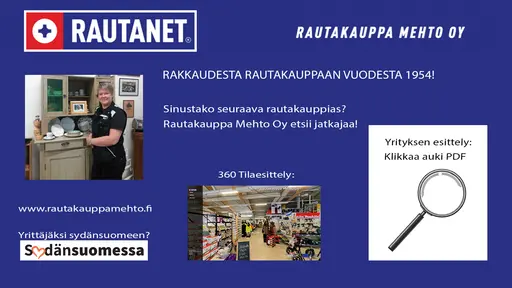 RAUTANET®
RAUTAKAUPPA MEHTO OY
RAKKAUDESTA RAUTAKAUPPAAN VUODESTA 1954!
Sinustako seuraava rautakauppias?
Rautakauppa Mehto Oy etsii jatkajaa!
Yrityksen esittely:
Klikkaa auki PDF
360 Tilaesittely:
www.rautakauppamehto.fi
Yrittäjäksi sydänsuomeen?
Sydänsuomessa